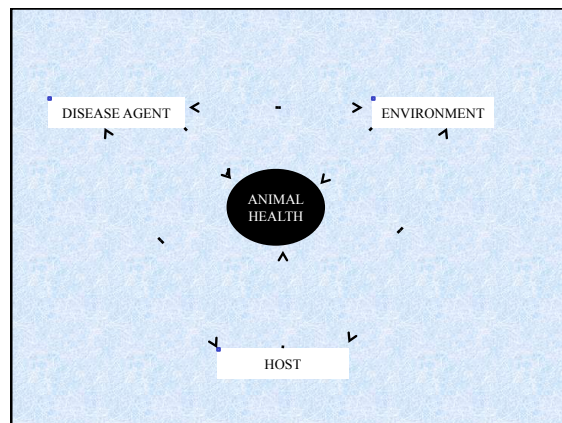 DISEASE AGENT
ENVIRONMENT
ANIMAL
HEALTH
HOST